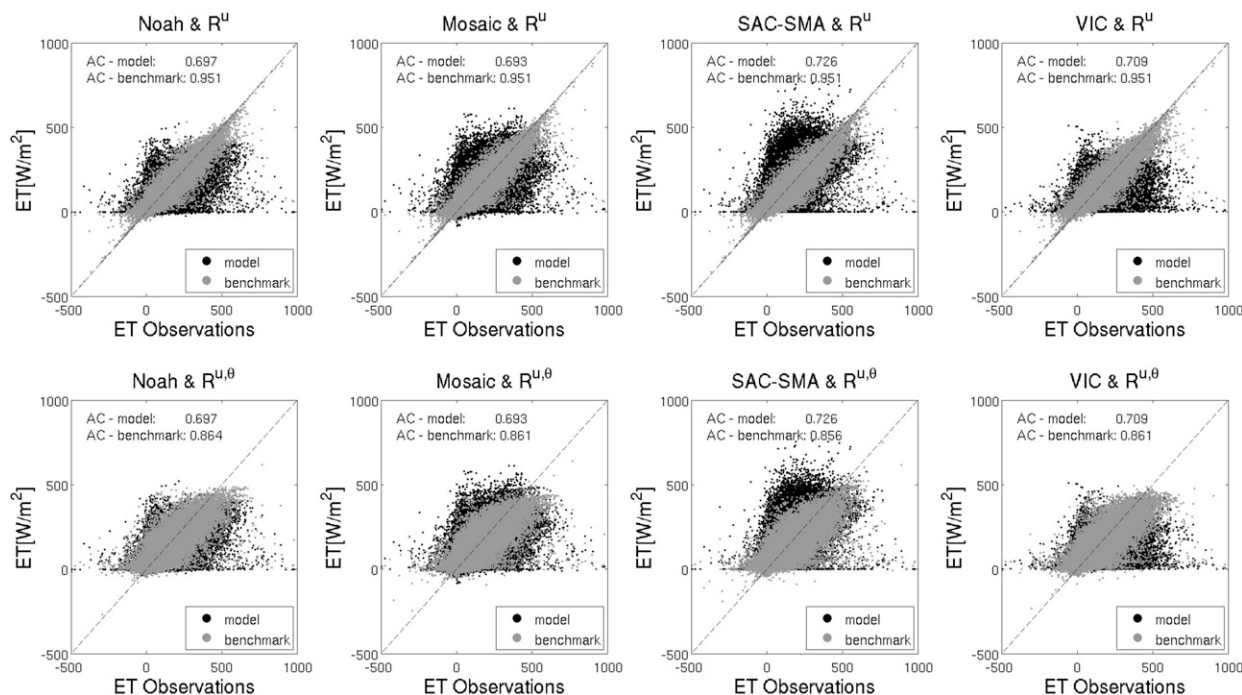 Noah & Rᵘ
1000
500
0
-500
-500
0
500
1000
ET[W/m²]
ET Observations
AC - model: 0.697
AC - benchmark: 0.951
model
benchmark
Mosaic & Rᵘ
1000
500
0
-500
-500
0
500
1000
ET[W/m²]
ET Observations
AC - model: 0.693
AC - benchmark: 0.951
model
benchmark
SAC-SMA & Rᵘ
1000
500
0
-500
-500
0
500
1000
ET[W/m²]
ET Observations
AC - model: 0.726
AC - benchmark: 0.951
model
benchmark
VIC & Rᵘ
1000
500
0
-500
-500
0
500
1000
ET[W/m²]
ET Observations
AC - model: 0.709
AC - benchmark: 0.951
model
benchmark
Noah & Rᵘ,ᶿ
1000
500
0
-500
-500
0
500
1000
ET[W/m²]
ET Observations
AC - model: 0.697
AC - benchmark: 0.864
model
benchmark
Mosaic & Rᵘ,ᶿ
1000
500
0
-500
-500
0
500
1000
ET[W/m²]
ET Observations
AC - model: 0.693
AC - benchmark: 0.861
model
benchmark
SAC-SMA & Rᵘ,ᶿ
1000
500
0
-500
-500
0
500
1000
ET[W/m²]
ET Observations
AC - model: 0.726
AC - benchmark: 0.856
model
benchmark
VIC & Rᵘ,ᶿ
1000
500
0
-500
-500
0
500
1000
ET[W/m²]
ET Observations
AC - model: 0.709
AC - benchmark: 0.861
model
benchmark